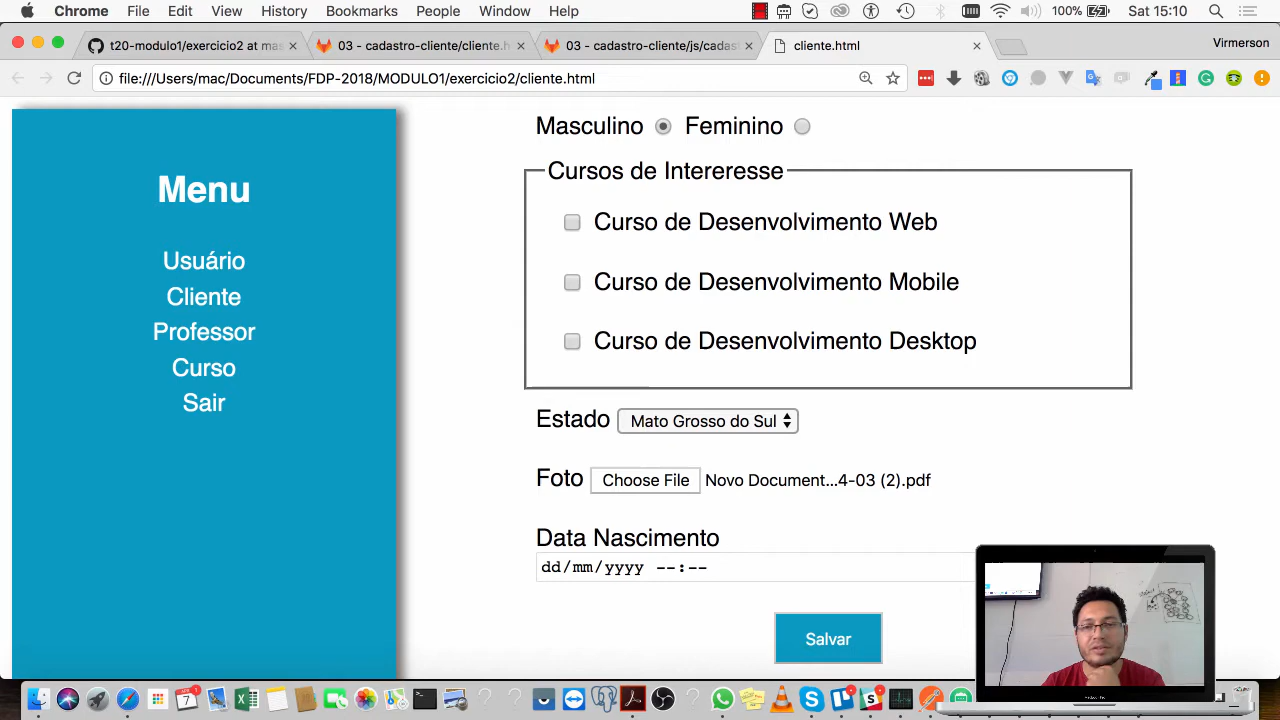 Chrome File Edit View History Bookmarks People Window Help 100% Sat 15:10
t20-modulo1/exercicio2 at ma
03 - cadastro-cliente/cliente.h
03 - cadastro-cliente/js/cadas
cliente.html
Virmerson
file:///Users/mac/Documents/FDP-2018/MODULO1/exercicio2/cliente.html
Menu
Usuário
Cliente
Professor
Curso
Sair
Masculino Feminino
Cursos de Intereresse
Curso de Desenvolvimento Web
Curso de Desenvolvimento Mobile
Curso de Desenvolvimento Desktop
Estado Mato Grosso do Sul
Foto Choose File Novo Document...4-03 (2).pdf
Data Nascimento
dd/mm/yyyy --:--
Salvar